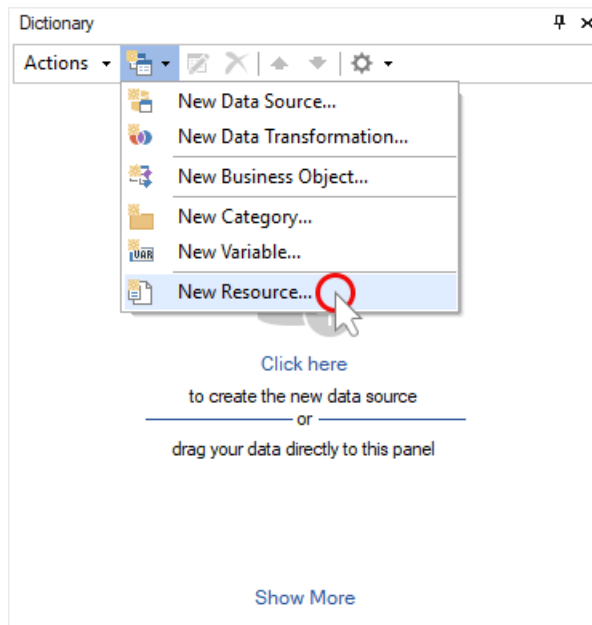 Dictionary
Actions
New Data Source...
New Data Transformation...
New Business Object...
New Category...
VAR New Variable...
New Resource...
Click here
to create the new data source
or
drag your data directly to this panel
Show More